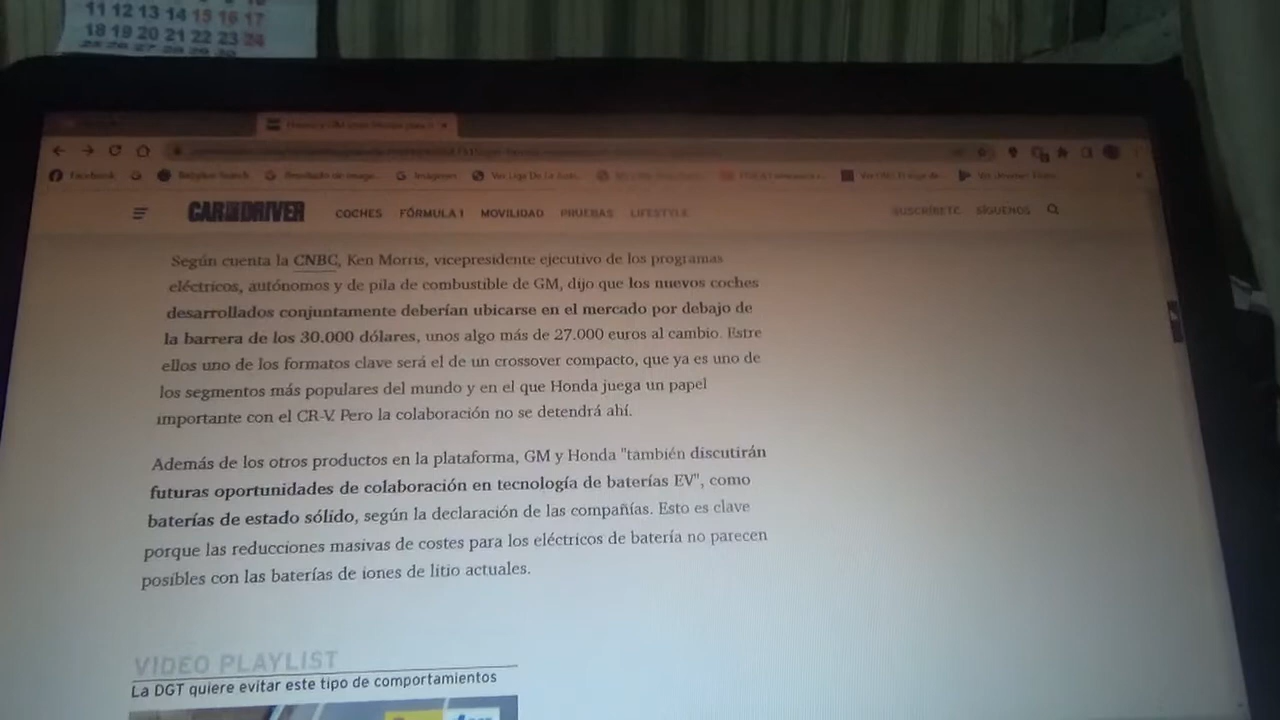 11 12 13 14 15 16 17
18 19 20 21 22 23 24
Facebook
Imágenes
CAR DRIVER COCHES FÓRMULA 1 MOVILIDAD PRUEBAS LIFESTYLE SUSCRÍBETE SÍGUENOS
Según cuenta la CNBC, Ken Morris, vicepresidente ejecutivo de los programas
eléctricos, autónomos y de pila de combustible de GM, dijo que los nuevos coches
desarrollados conjuntamente deberían ubicarse en el mercado por debajo de
la barrera de los 30.000 dólares, unos algo más de 27.000 euros al cambio. Estre
ellos uno de los formatos clave será el de un crossover compacto, que ya es uno de
los segmentos más populares del mundo y en el que Honda juega un papel
importante con el CR-V. Pero la colaboración no se detendrá ahí.
Además de los otros productos en la plataforma, GM y Honda "también discutirán
futuras oportunidades de colaboración en tecnología de baterías EV", como
baterías de estado sólido, según la declaración de las compañías. Esto es clave
porque las reducciones masivas de costes para los eléctricos de batería no parecen
posibles con las baterías de iones de litio actuales.
VIDEO PLAYLIST
La DGT quiere evitar este tipo de comportamientos